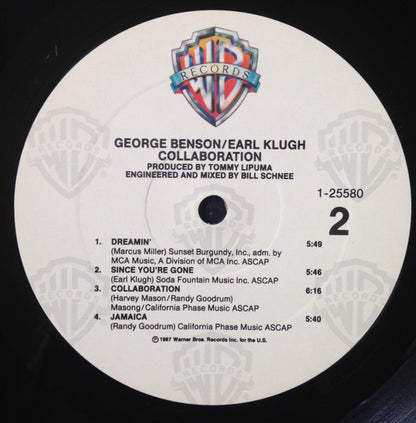 WB
RECORDS
GEORGE BENSON/EARL KLUGH
COLLABORATION
PRODUCED BY TOMMY LIPUMA
ENGINEERED AND MIXED BY BILL SCHNEE
1-25580
2
1. DREAMIN' 5:49
(Marcus Miller) Sunset Burgundy, Inc., adm. by
MCA Music, A Division of MCA Inc. ASCAP
2. SINCE YOU'RE GONE 5:46
(Earl Klugh) Soda Fountain Music Inc. ASCAP
3. COLLABORATION 6:16
(Harvey Mason/Randy Goodrum)
Masong/California Phase Music ASCAP
4. JAMAICA 5:40
(Randy Goodrum) California Phase Music ASCAP
℗1987 Warner Bros. Records Inc. for the U.S.